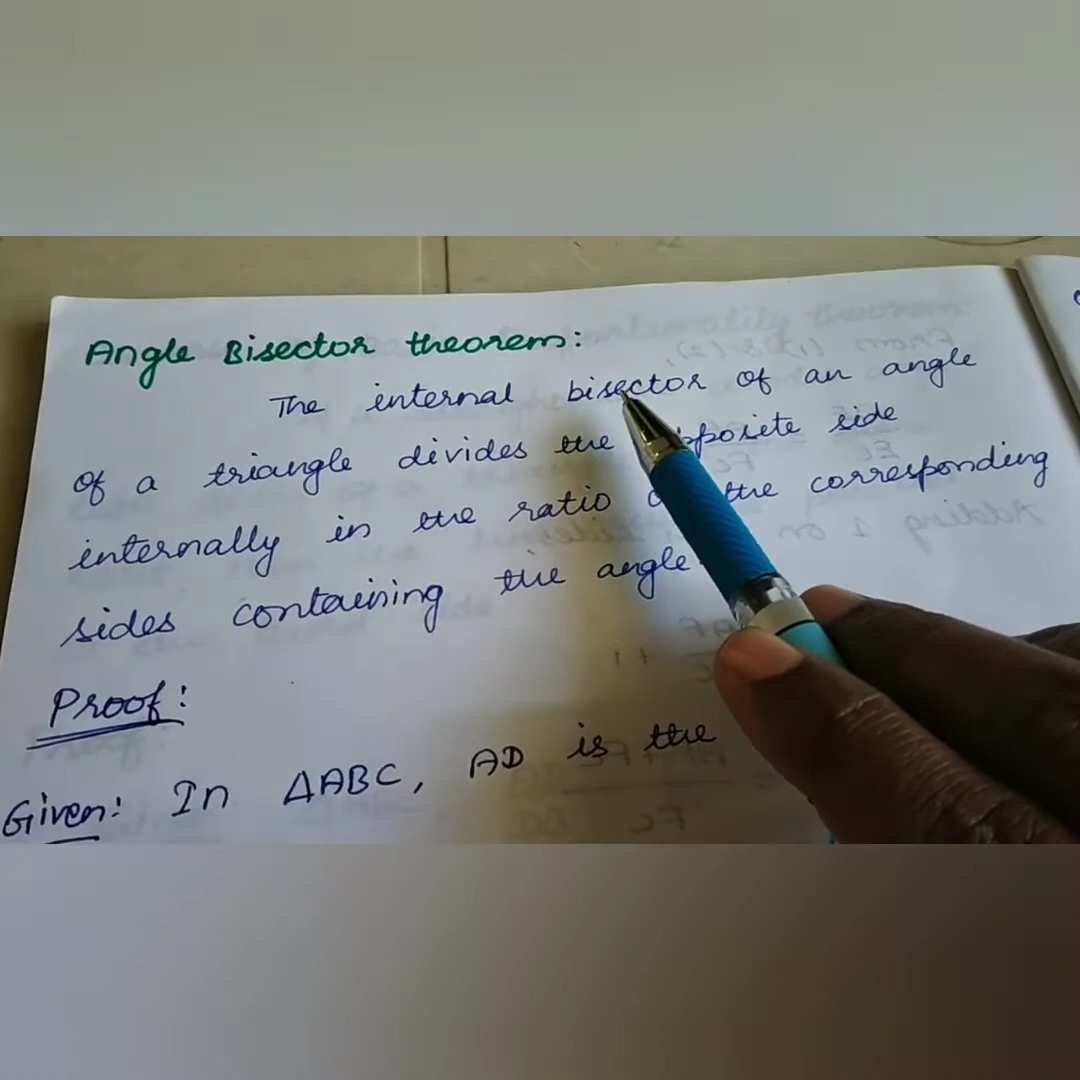 Angle Bisector theorem:
The internal bisector of an angle
of a triangle divides the opposite side
internally in the ratio the corresponding
sides containing the angle.
Proof:
Given: In ΔABC, AD is the